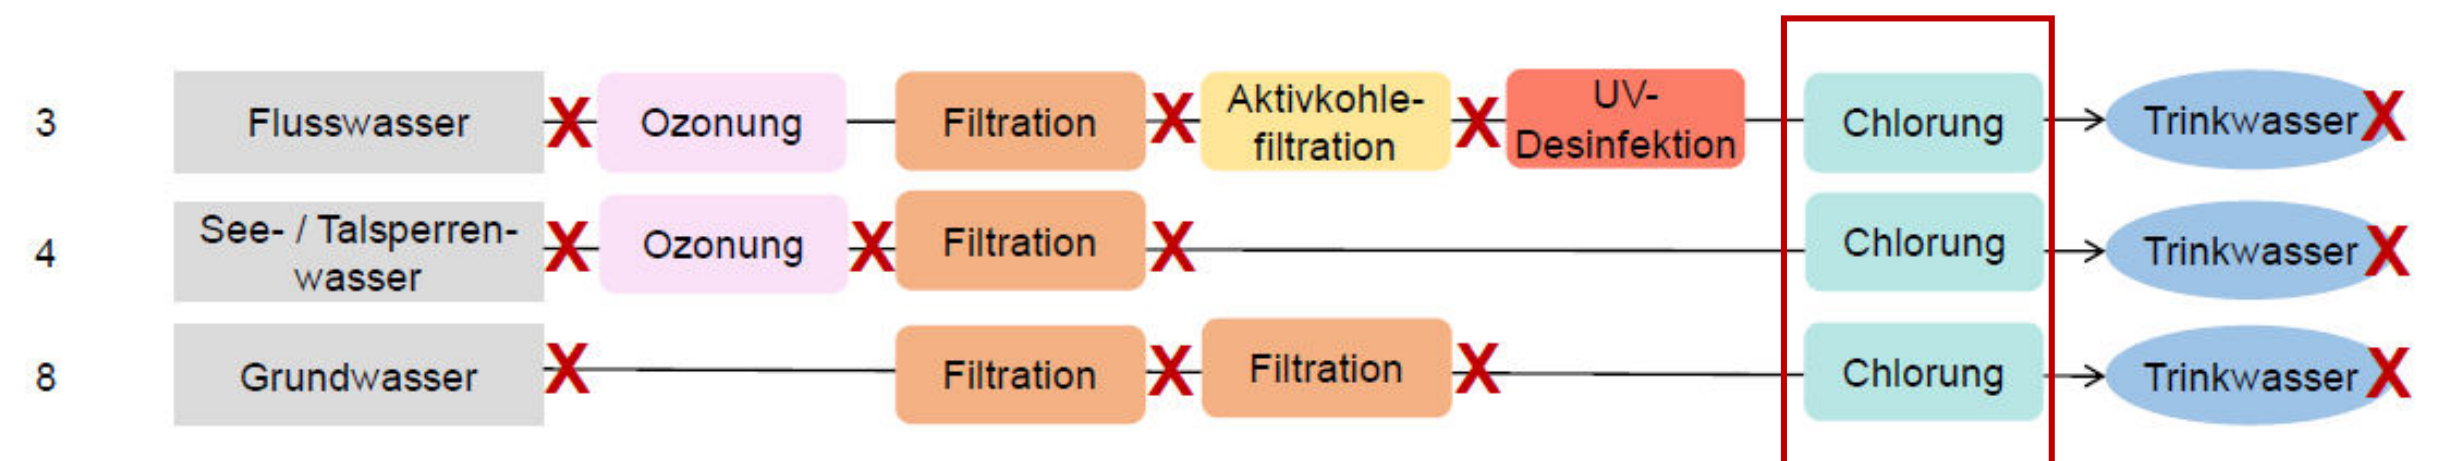 3
Flusswasser
X
Ozonung
Filtration
X
Aktivkohle-
filtration
X
UV-
Desinfektion
Chlorung
Trinkwasser
X
4
See- / Talsperren-
wasser
X
Ozonung
X
Filtration
X
Chlorung
Trinkwasser
X
8
Grundwasser
X
Filtration
X
Filtration
X
Chlorung
Trinkwasser
X